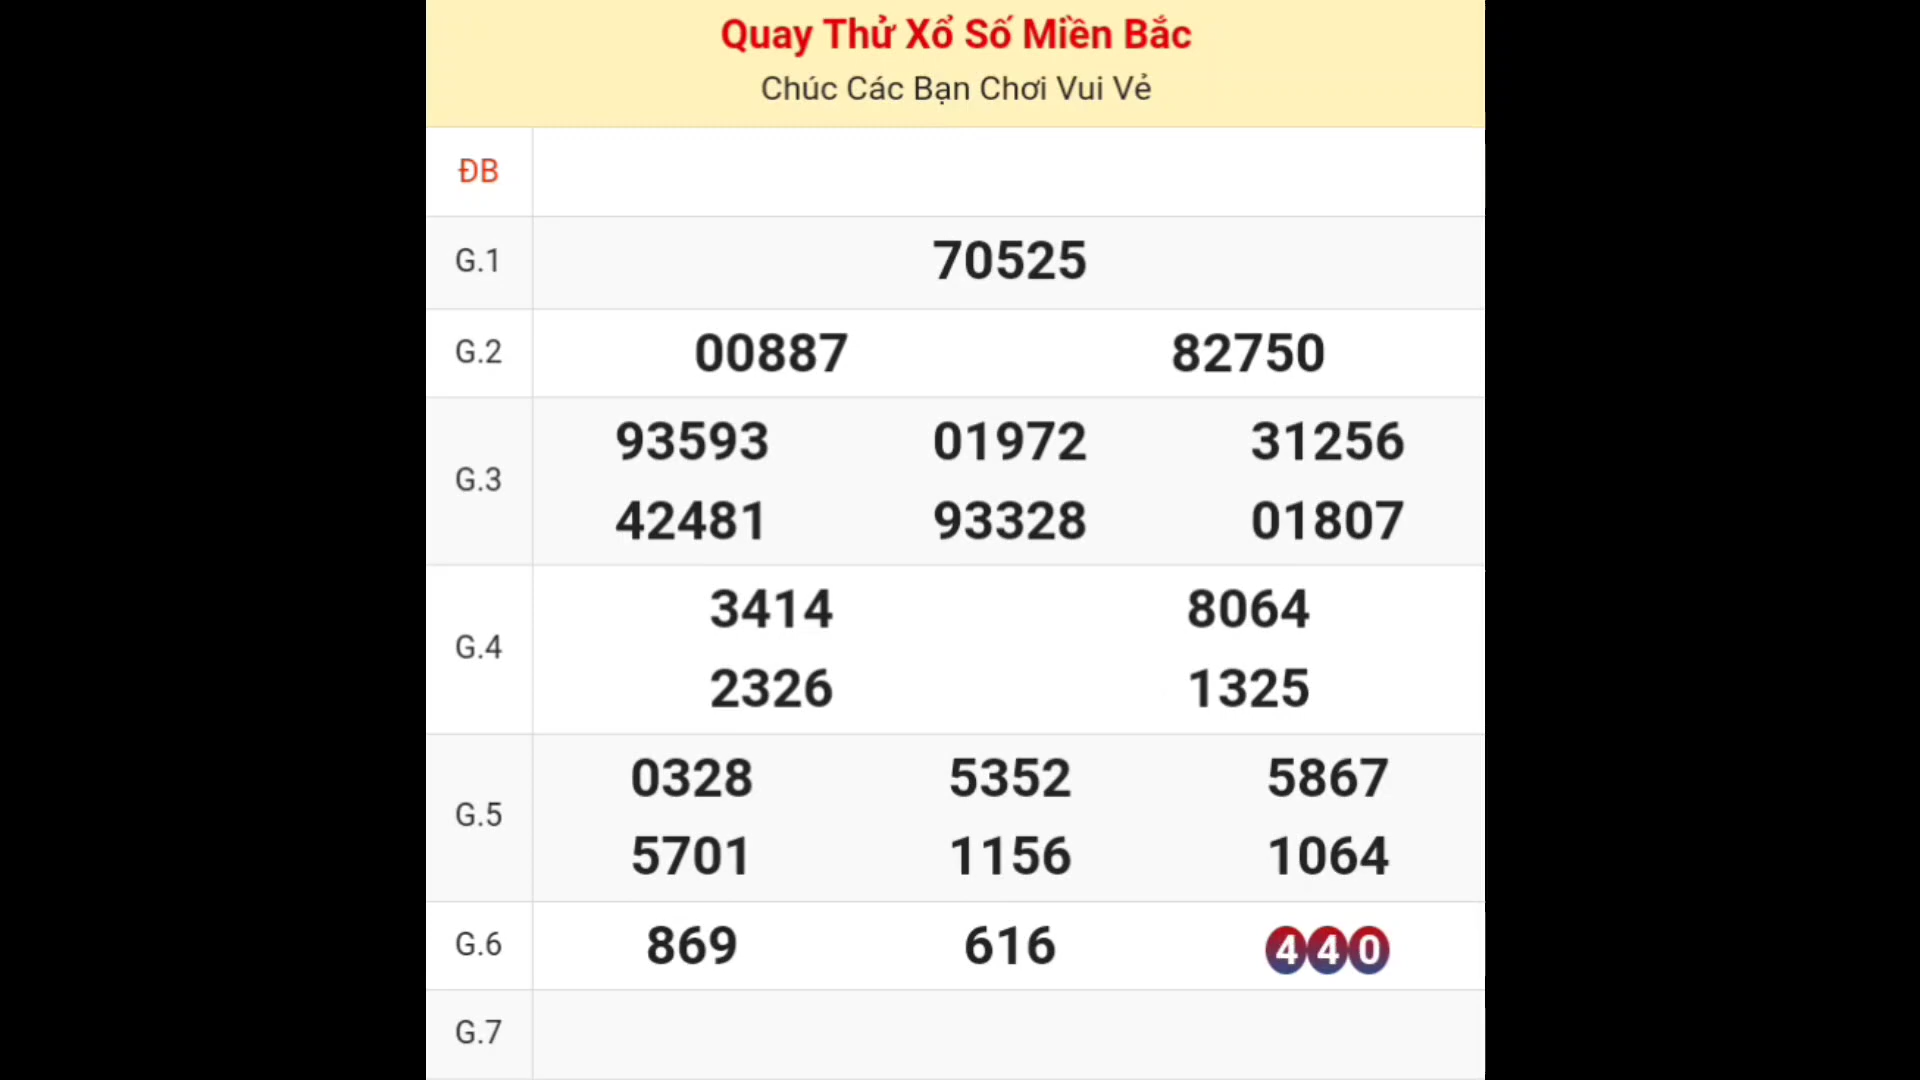 Quay Thử Xổ Số Miền Bắc
Chúc Các Bạn Chơi Vui Vẻ
ĐB
G.1 70525
G.2 00887 82750
G.3 93593 01972 31256
42481 93328 01807
G.4 3414 8064
2326 1325
G.5 0328 5352 5867
5701 1156 1064
G.6 869 616 440
G.7